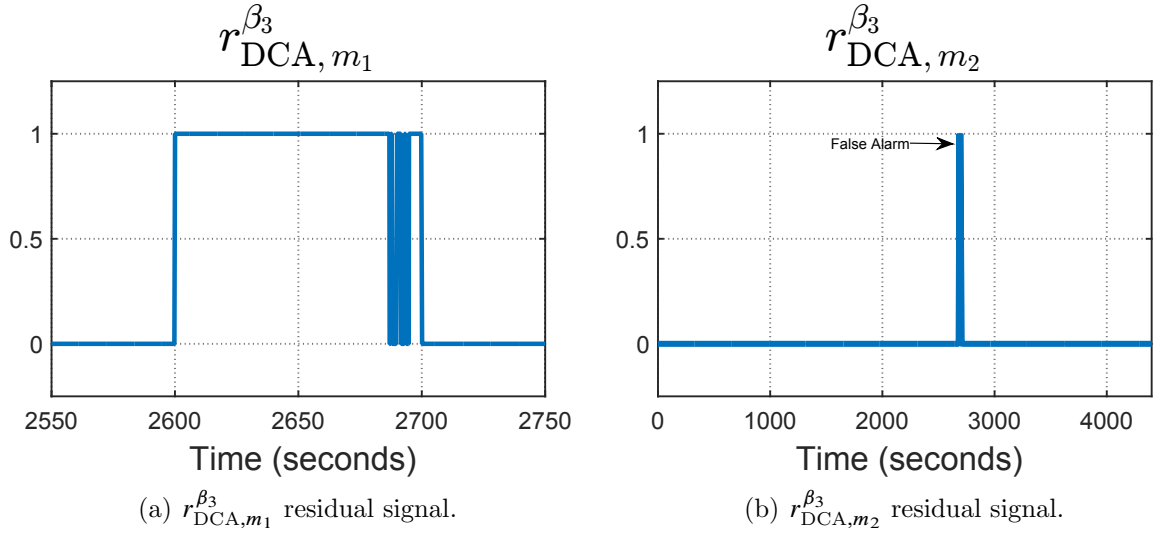 r^{β_3}_{DCA, m_1}
1
0.5
0
2550 2600 2650 2700 2750
Time (seconds)
(a) r^{β_3}_{DCA,m_1} residual signal.
r^{β_3}_{DCA, m_2}
1
False Alarm
0.5
0
0 1000 2000 3000 4000
Time (seconds)
(b) r^{β_3}_{DCA,m_2} residual signal.